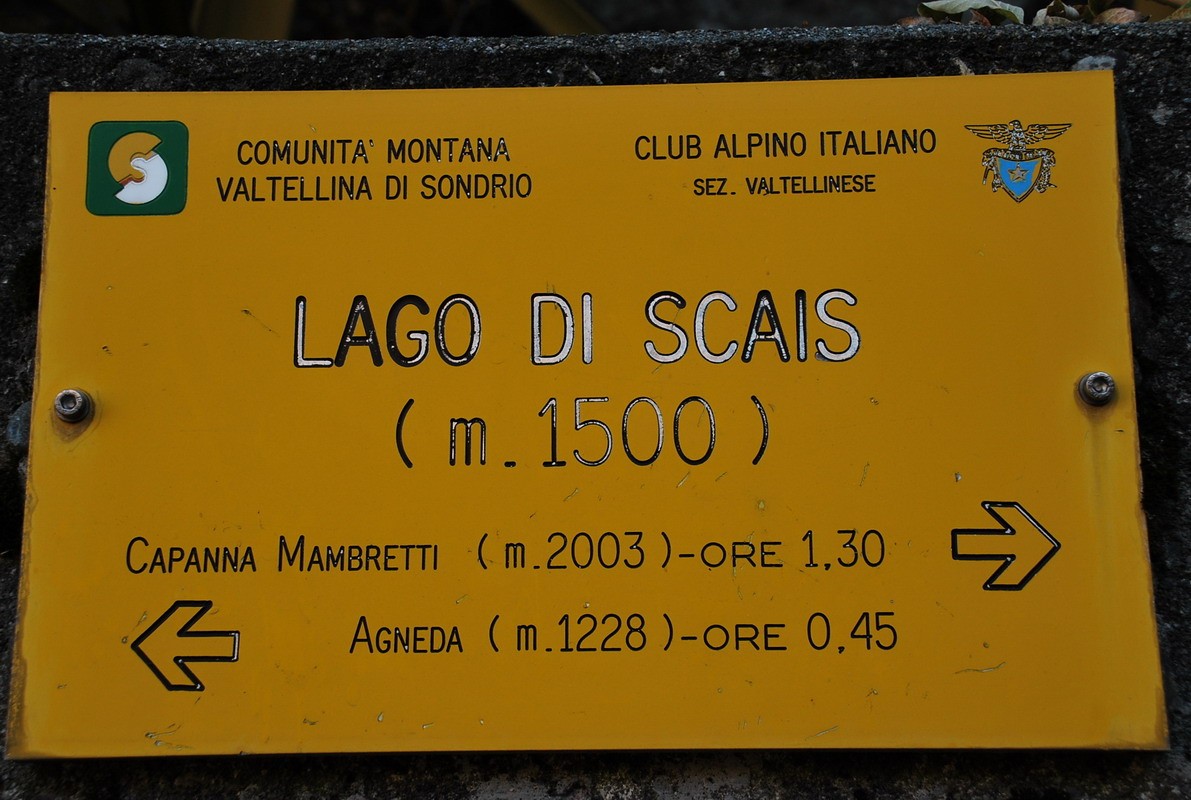 COMUNITA' MONTANA
VALTELLINA DI SONDRIO
CLUB ALPINO ITALIANO
SEZ. VALTELLINESE
LAGO DI SCAIS
(m.1500)
CAPANNA MAMBRETTI (m.2003)-ORE 1,30
AGNEDA (m.1228)-ORE 0,45